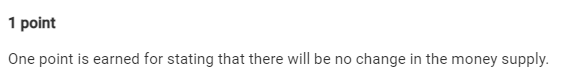 1 point
One point is earned for stating that there will be no change in the money supply.